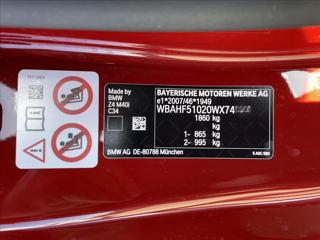 Made by
BMW
Z4 M40i
C34
BAYERISCHE MOTOREN WERKE AG
e1*2007/46*1949
WBAHF51020WX74
1860 kg
kg
1- 865 kg
2- 995 kg
BMW AG DE-80788 München